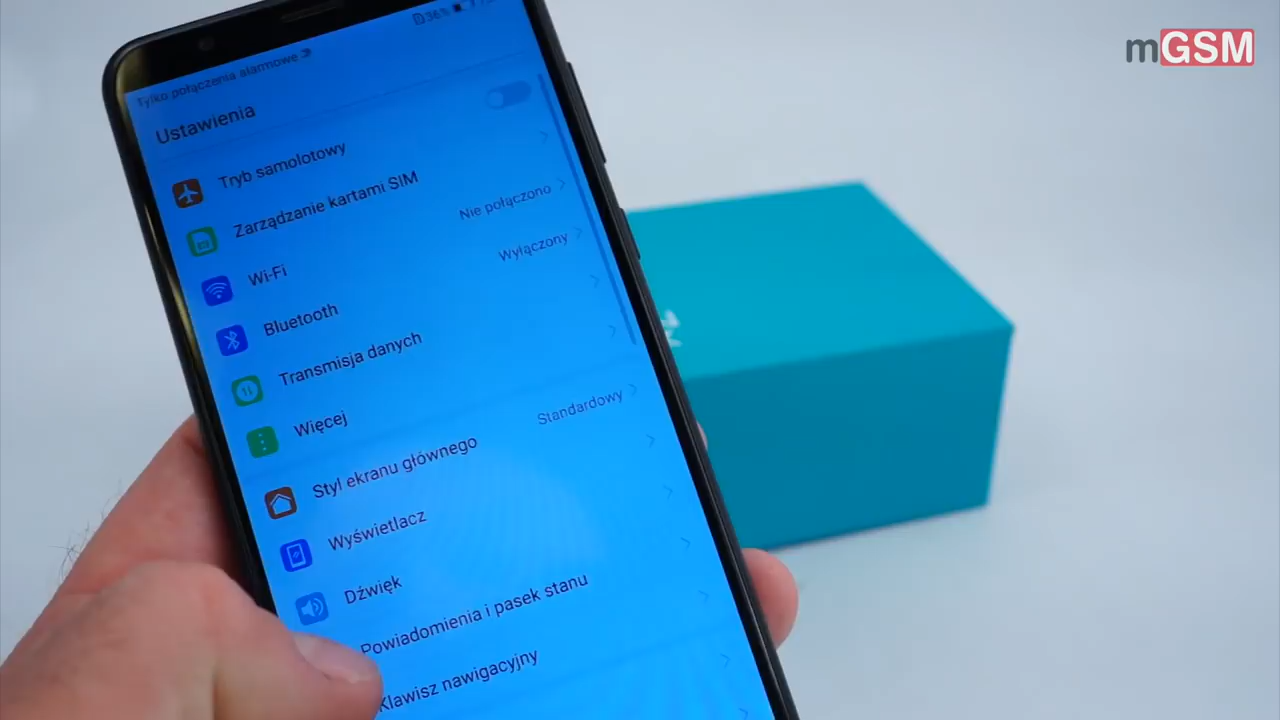 mGSM
36%
Tylko połączenia alarmowe
Ustawienia
Tryb samolotowy
Zarządzanie kartami SIM
Wi-Fi
Nie połączono
Bluetooth
Wyłączony
Transmisja danych
Więcej
Styl ekranu głównego
Standardowy
Wyświetlacz
Dźwięk
Powiadomienia i pasek stanu
Klawisz nawigacyjny